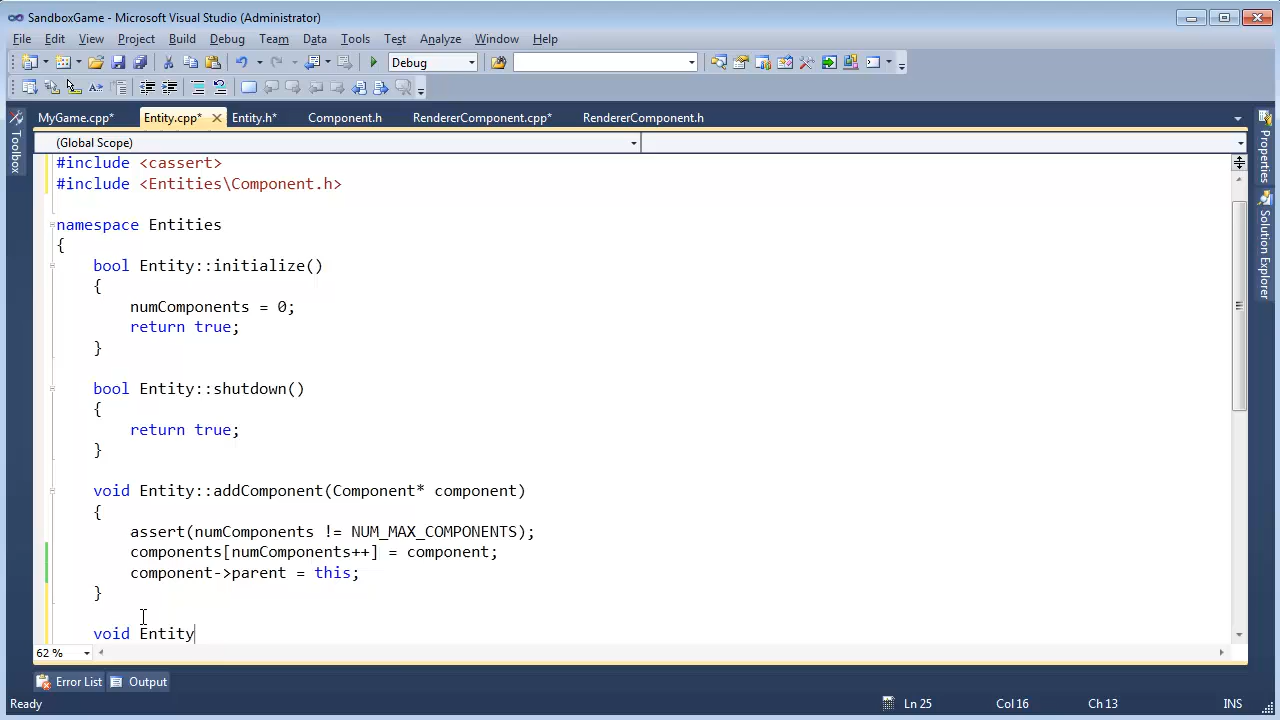 SandboxGame - Microsoft Visual Studio (Administrator)
File Edit View Project Build Debug Team Data Tools Test Analyze Window Help
Debug
MyGame.cpp* Entity.cpp* Entity.h* Component.h RendererComponent.cpp* RendererComponent.h
Toolbox
(Global Scope)
Properties
Solution Explorer
#include <cassert>
#include <Entities\Component.h>
namespace Entities
{
bool Entity::initialize()
{
numComponents = 0;
return true;
}
bool Entity::shutdown()
{
return true;
}
void Entity::addComponent(Component* component)
{
assert(numComponents != NUM_MAX_COMPONENTS);
components[numComponents++] = component;
component->parent = this;
}
void Entity
62 %
Error List Output
Ready Ln 25 Col 16 Ch 13 INS